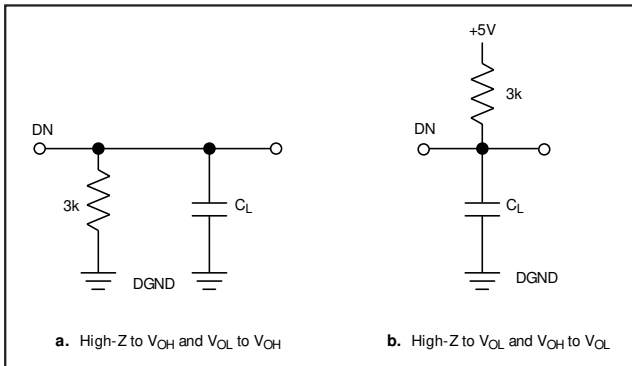 DN
3k
C_L
DGND
a. High-Z to V_OH and V_OL to V_OH
+5V
3k
DN
C_L
DGND
b. High-Z to V_OL and V_OH to V_OL